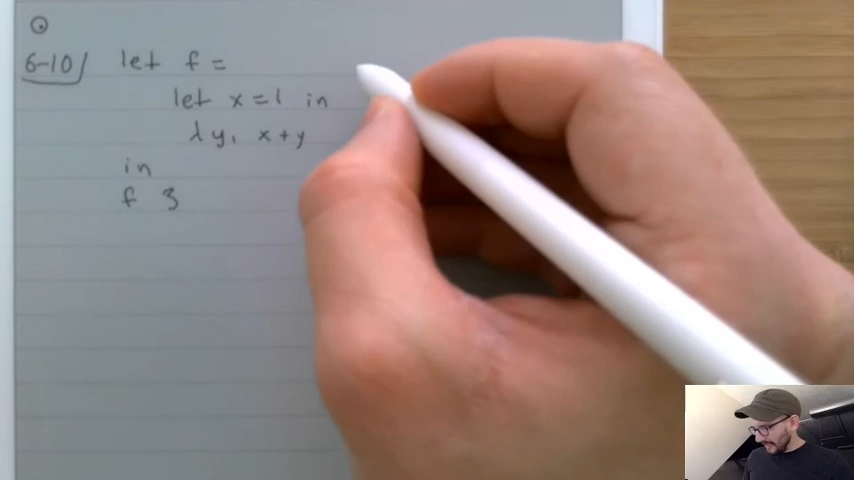 6-10 let f =
let x = 1 in
λy. x + y
in
f 3